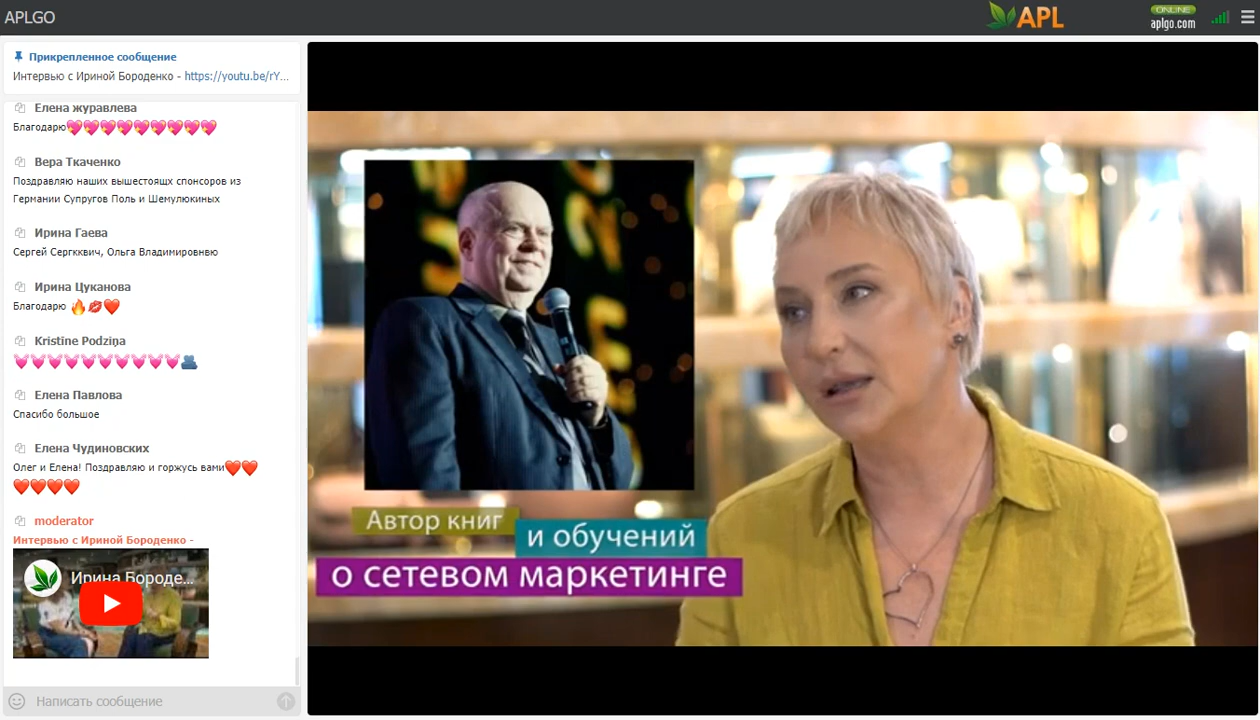 APLGO
APL
ONLINE
aplgo.com
Прикрепленное сообщение
Интервью с Ириной Бороденко - https://youtu.be/rY...
Елена журавлева
Благодарю
Вера Ткаченко
Поздравляю наших вышестоящх спонсоров из
Германии Супругов Поль и Шемулюкиных
Ирина Гаева
Сергей Сергкквич, Ольга Владимировнвю
Ирина Цуканова
Благодарю
Kristīne Podziņa
Елена Павлова
Спасибо большое
Елена Чудиновских
Олег и Елена! Поздравляю и горжусь вами
moderator
Интервью с Ириной Бороденко -
Ирина Бороде...
Написать сообщение
Автор книг
и обучений
о сетевом маркетинге